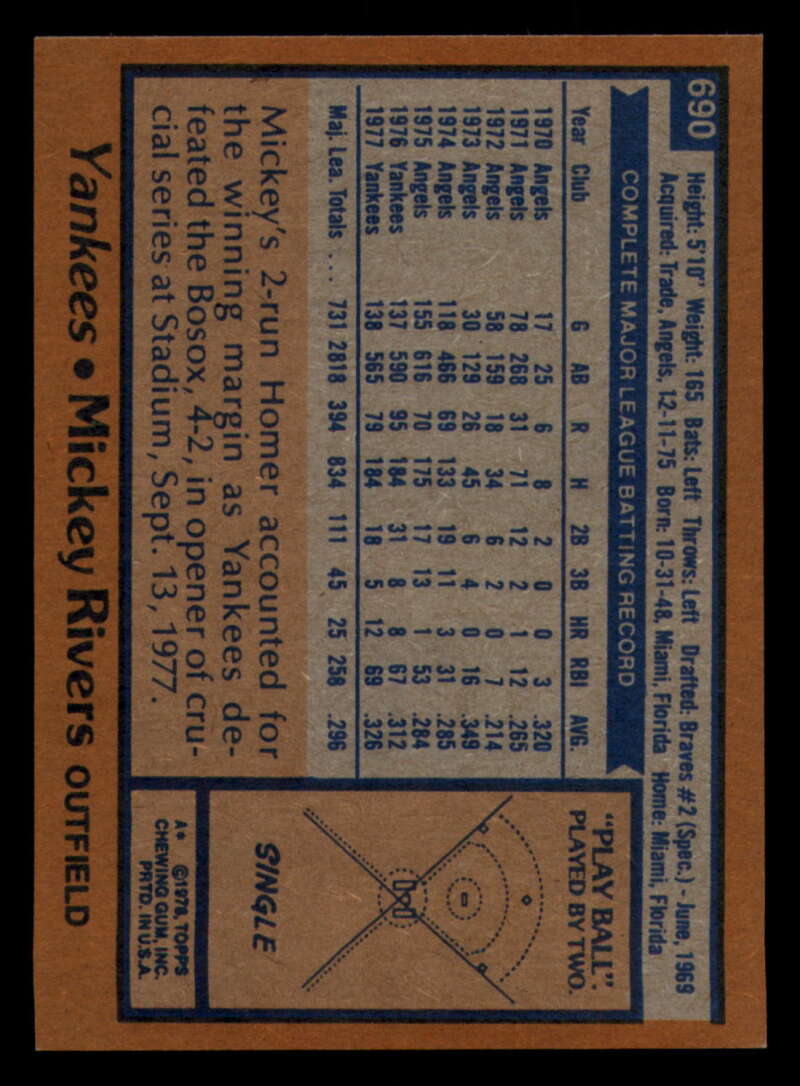 690
Height: 5'10" Weight: 165 Bats: Left Throws: Left Drafted: Braves #2 (Spec.) - June, 1969
Acquired: Trade, Angels, 12-11-75 Born: 10-31-48, Miami, Florida Home: Miami, Florida
COMPLETE MAJOR LEAGUE BATTING RECORD
Year Club G AB R H 2B 3B HR RBI AVG.
1970 Angels 17 25 6 8 2 0 0 3 .320
1971 Angels 78 268 31 71 12 2 1 12 .265
1972 Angels 58 159 18 34 6 2 0 7 .214
1973 Angels 30 129 26 45 6 4 0 16 .349
1974 Angels 118 466 69 133 19 11 3 31 .285
1975 Angels 155 616 70 175 17 13 1 53 .284
1976 Yankees 137 590 95 184 31 8 8 67 .312
1977 Yankees 138 565 79 184 18 5 12 69 .326
Maj. Lea. Totals . . . 731 2818 394 834 111 45 25 258 .296
Mickey's 2-run Homer accounted for
the winning margin as Yankees de-
feated the Bosox, 4-2, in opener of cru-
cial series at Stadium, Sept. 13, 1977.
"PLAY BALL"
PLAYED BY TWO.
SINGLE
A* ©1978, TOPPS
CHEWING GUM, INC.
PRTD. IN U.S.A.
Yankees • Mickey Rivers OUTFIELD